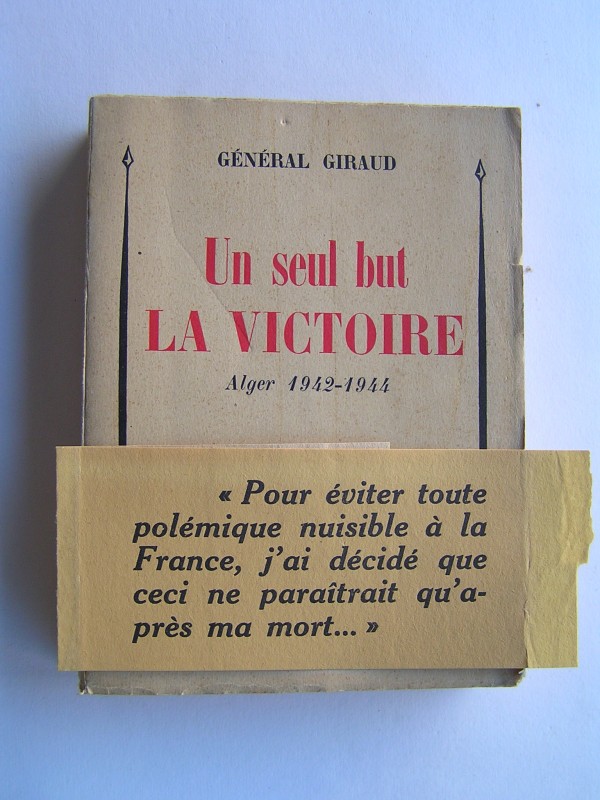 GÉNÉRAL GIRAUD
Un seul but
LA VICTOIRE
Alger 1942-1944
« Pour éviter toute
polémique nuisible à la
France, j'ai décidé que
ceci ne paraîtrait qu'a-
près ma mort... »